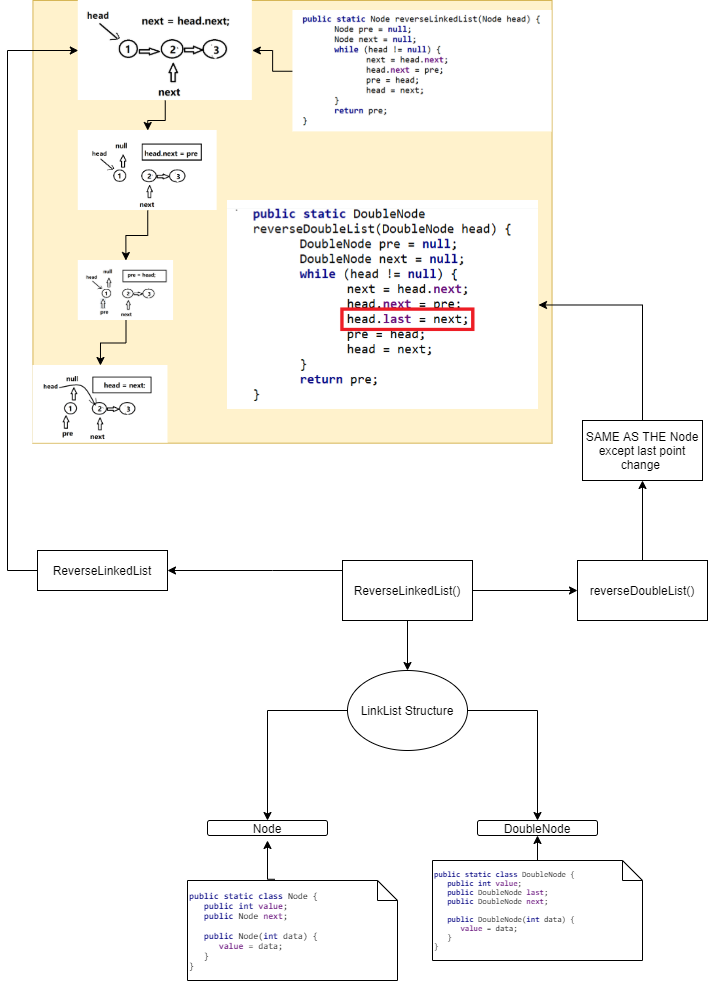 head
next = head.next;
1
2
3
next
public static Node reverseLinkedList(Node head) {
Node pre = null;
Node next = null;
while (head != null) {
next = head.next;
head.next = pre;
pre = head;
head = next;
}
return pre;
}
null
head
head.next = pre
1
2
3
next
null
head
pre = head;
1
2
3
pre
next
null
head
head = next;
1
2
3
pre
next
public static DoubleNode
reverseDoubleList(DoubleNode head) {
DoubleNode pre = null;
DoubleNode next = null;
while (head != null) {
next = head.next;
head.next = pre;
head.last = next;
pre = head;
head = next;
}
return pre;
}
SAME AS THE Node
except last point
change
ReverseLinkedList
ReverseLinkedList()
reverseDoubleList()
LinkList Structure
Node
DoubleNode
public static class Node {
public int value;
public Node next;
public Node(int data) {
value = data;
}
}
public static class DoubleNode {
public int value;
public DoubleNode last;
public DoubleNode next;
public DoubleNode(int data) {
value = data;
}
}